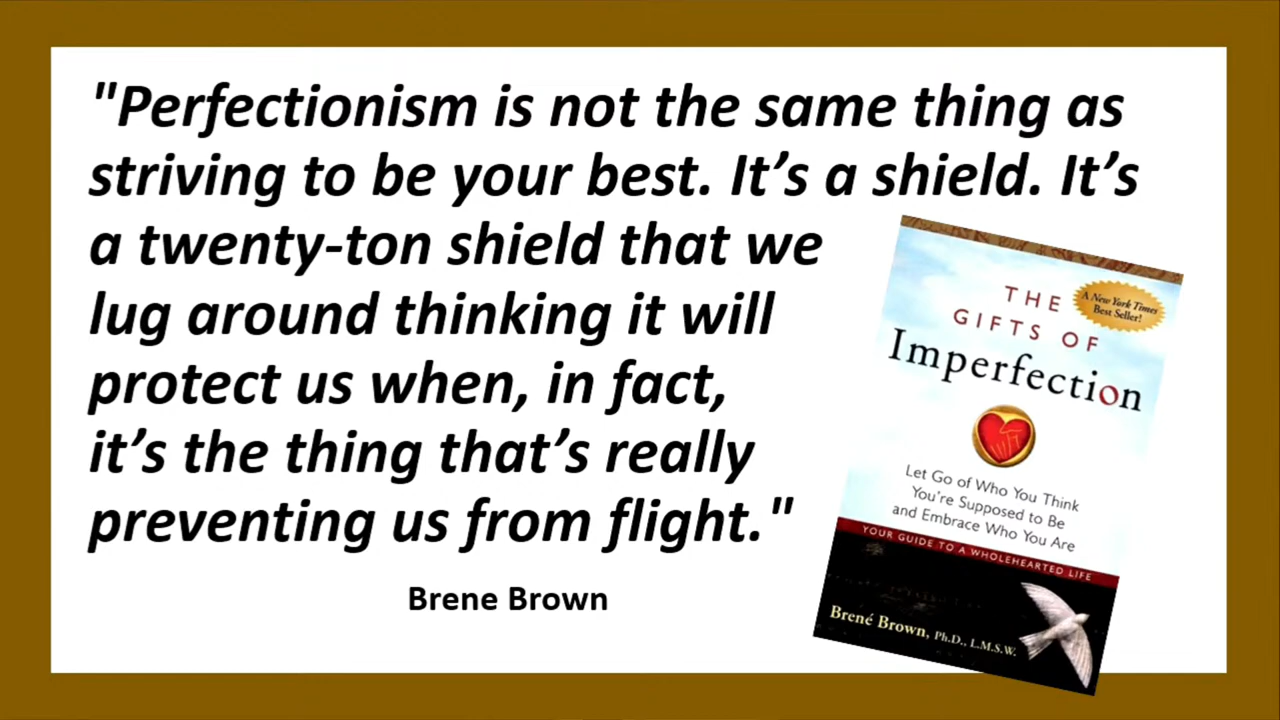 "Perfectionism is not the same thing as
striving to be your best. It’s a shield. It’s
a twenty-ton shield that we
lug around thinking it will
protect us when, in fact,
it’s the thing that’s really
preventing us from flight."
Brene Brown
THE
GIFTS OF
Imperfection
A New York Times
Best Seller!
Let Go of Who You Think
You’re Supposed to Be
and Embrace Who You Are
YOUR GUIDE TO A WHOLEHEARTED LIFE
Brené Brown, Ph.D., L.M.S.W.